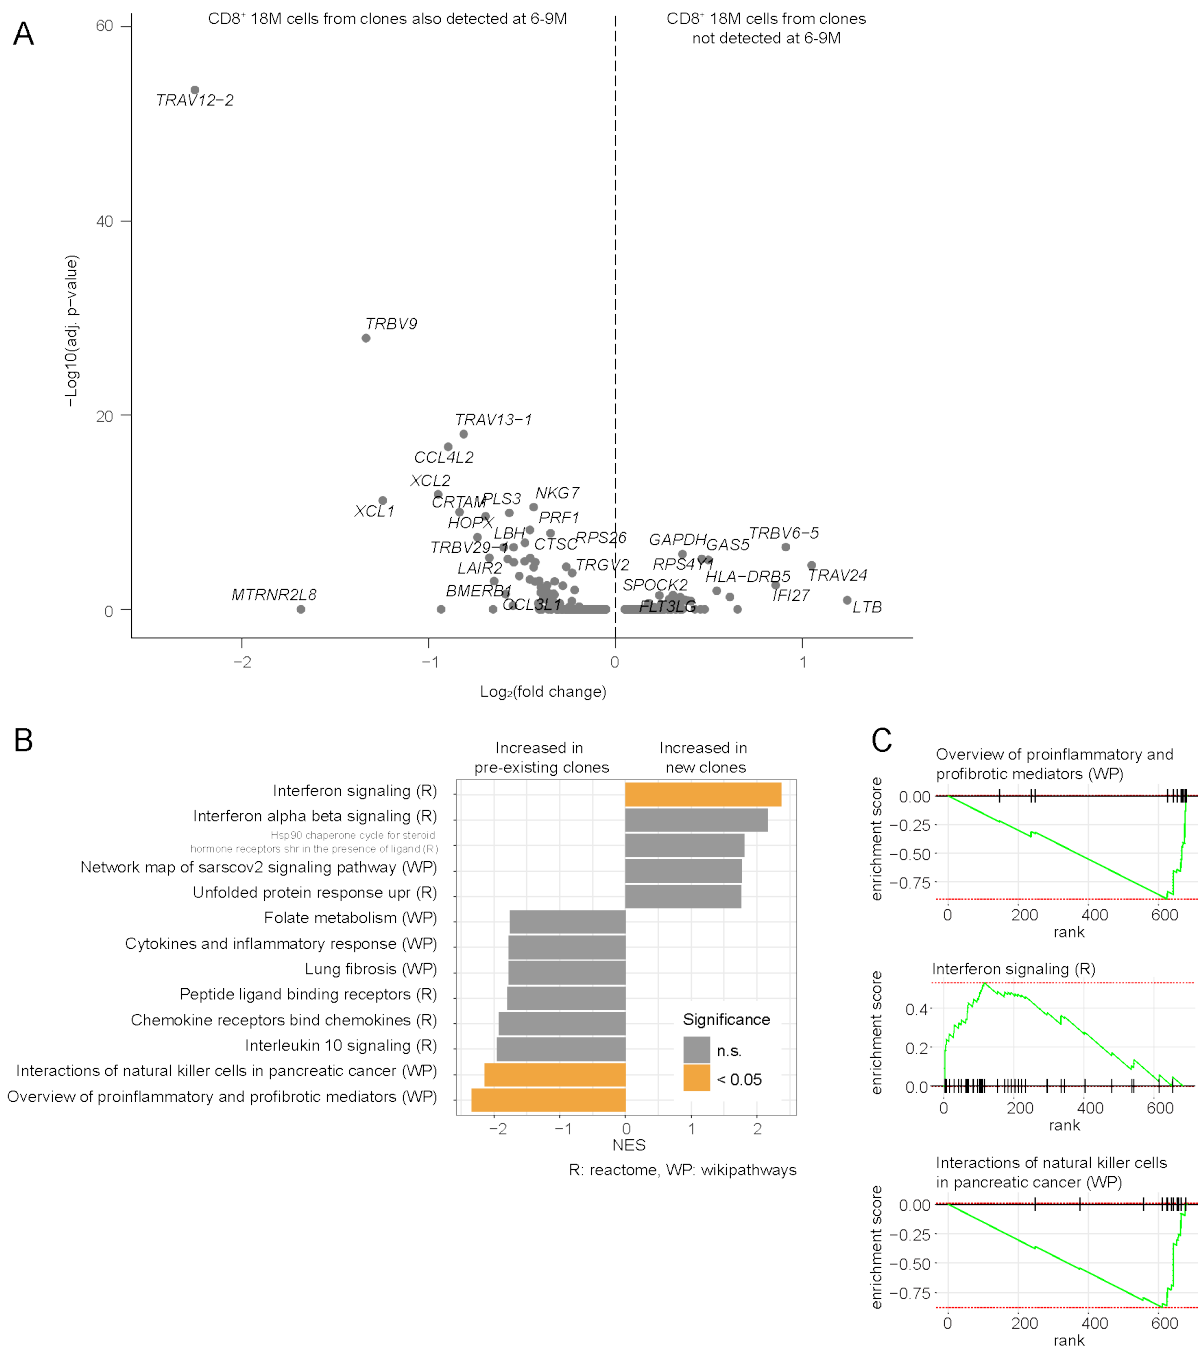 A
CD8⁺ 18M cells from clones also detected at 6-9M
CD8⁺ 18M cells from clones
not detected at 6-9M
60
40
20
0
−Log10(adj. p−value)
TRAV12−2
TRBV9
TRAV13−1
CCL4L2
XCL2
XCL1
CRTAM
PLS3
NKG7
HOPX
PRF1
LBH
RPS26
TRBV29−1
CTSC
LAIR2
TRGV2
BMERB1
MTRNR2L8
CCL3L1
GAPDH
TRBV6−5
GAS5
RPS4Y1
TRAV24
HLA−DRB5
SPOCK2
IFI27
FLT3LG
LTB
−2
−1
0
1
Log₂(fold change)
B
Increased in
pre-existing clones
Increased in
new clones
Interferon signaling (R)
Interferon alpha beta signaling (R)
Hsp90 chaperone cycle for steroid
hormone receptors shr in the presence of ligand (R)
Network map of sarscov2 signaling pathway (WP)
Unfolded protein response upr (R)
Folate metabolism (WP)
Cytokines and inflammatory response (WP)
Lung fibrosis (WP)
Peptide ligand binding receptors (R)
Chemokine receptors bind chemokines (R)
Interleukin 10 signaling (R)
Interactions of natural killer cells in pancreatic cancer (WP)
Overview of proinflammatory and profibrotic mediators (WP)
Significance
n.s.
< 0.05
−2
−1
0
1
2
NES
R: reactome, WP: wikipathways
C
Overview of proinflammatory and
profibrotic mediators (WP)
enrichment score
0.00
−0.25
−0.50
−0.75
0
200
400
600
rank
Interferon signaling (R)
enrichment score
0.4
0.2
0.0
0
200
400
600
rank
Interactions of natural killer cells
in pancreatic cancer (WP)
enrichment score
0.00
−0.25
−0.50
−0.75
0
200
400
600
rank